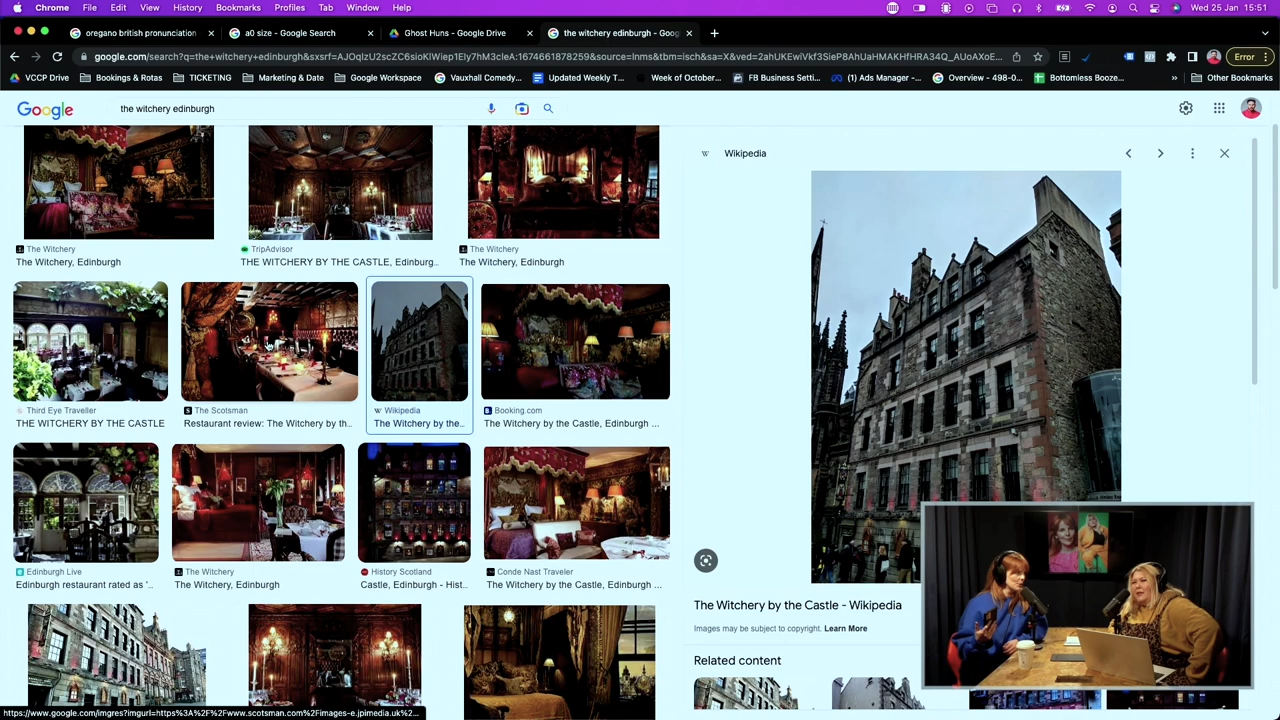 Chrome File Edit View History Bookmarks Profiles Tab Window Help Wed 25 Jan 15:51
oregano british pronunciation
a0 size - Google Search
Ghost Huns - Google Drive
the witchery edinburgh - Goog
Error
VCCP Drive
Bookings & Rotas
TICKETING
Marketing & Date
Google Workspace
Vauxhall Comedy...
Updated Weekly T...
Week of October...
FB Business Setti...
(1) Ads Manager -...
Overview - 498-0...
Bottomless Booze...
Other Bookmarks
Google
the witchery edinburgh
The Witchery
The Witchery, Edinburgh
TripAdvisor
THE WITCHERY BY THE CASTLE, Edinburg..
The Witchery
The Witchery, Edinburgh
W Wikipedia
Third Eye Traveller
THE WITCHERY BY THE CASTLE
The Scotsman
Restaurant review: The Witchery by th..
Wikipedia
The Witchery by the..
Booking.com
The Witchery by the Castle, Edinburgh ...
Edinburgh Live
Edinburgh restaurant rated as '..
The Witchery
The Witchery, Edinburgh
History Scotland
Castle, Edinburgh - Hist..
Conde Nast Traveler
The Witchery by the Castle, Edinburgh ...
The Witchery by the Castle - Wikipedia
Images may be subject to copyright. Learn More
Related content